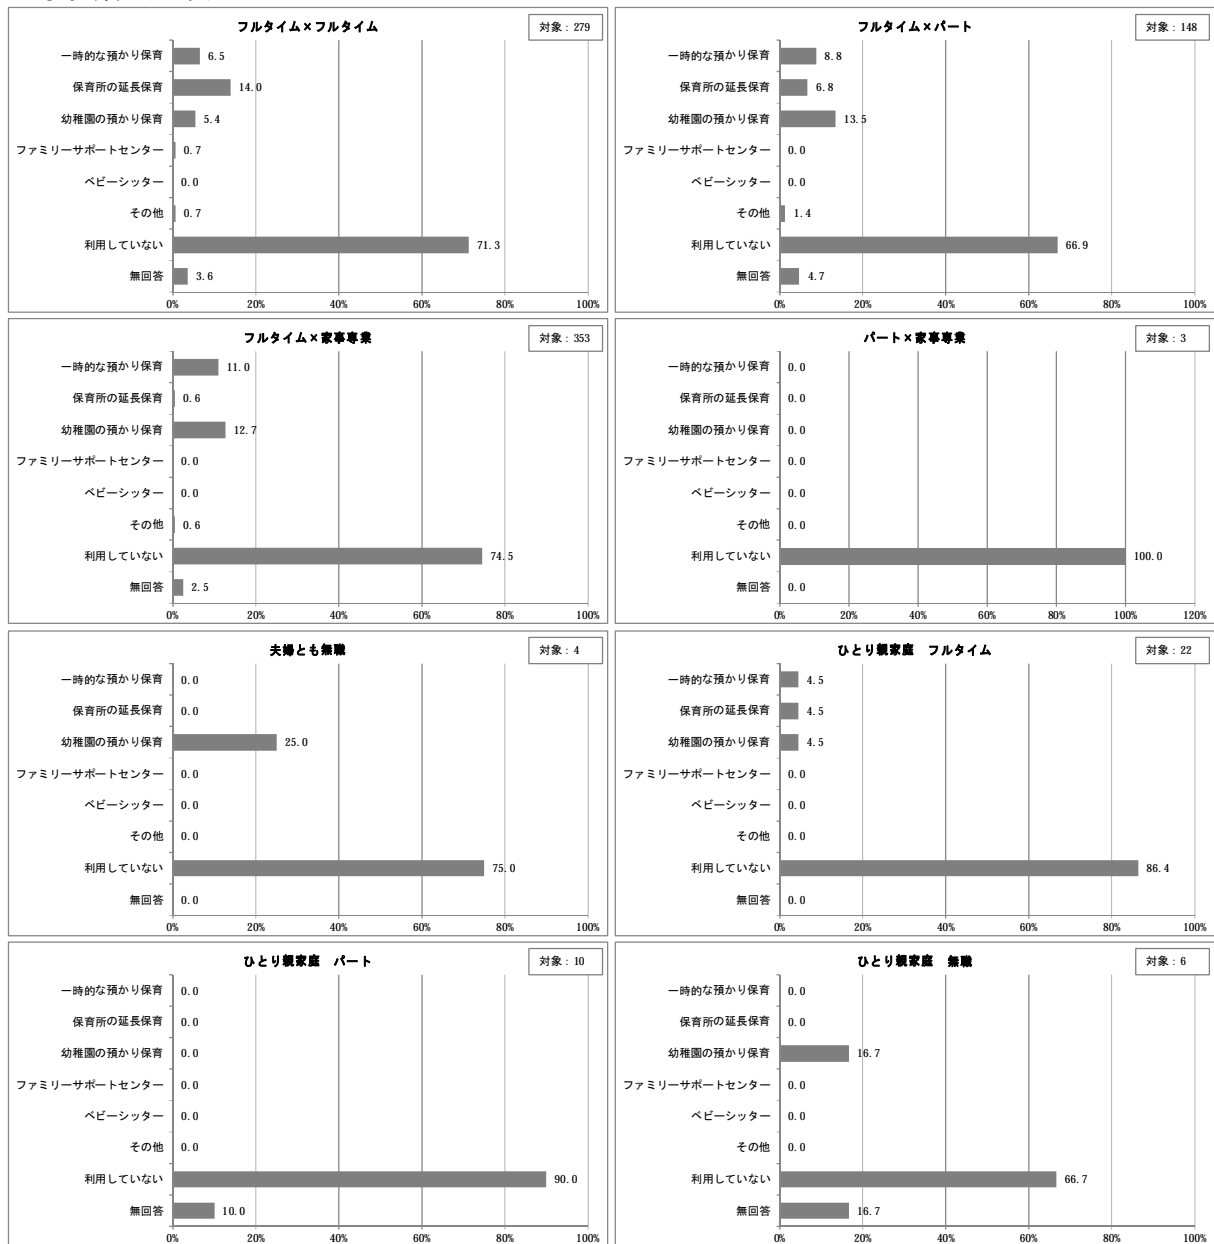 フルタイム×フルタイム
対象：279
一時的な預かり保育 6.5
保育所の延長保育 14.0
幼稚園の預かり保育 5.4
ファミリーサポートセンター 0.7
ベビーシッター 0.0
その他 0.7
利用していない 71.3
無回答 3.6
0% 20% 40% 60% 80% 100%
フルタイム×パート
対象：148
一時的な預かり保育 8.8
保育所の延長保育 6.8
幼稚園の預かり保育 13.5
ファミリーサポートセンター 0.0
ベビーシッター 0.0
その他 1.4
利用していない 66.9
無回答 4.7
0% 20% 40% 60% 80% 100%
フルタイム×家事専業
対象：353
一時的な預かり保育 11.0
保育所の延長保育 0.6
幼稚園の預かり保育 12.7
ファミリーサポートセンター 0.0
ベビーシッター 0.0
その他 0.6
利用していない 74.5
無回答 2.5
0% 20% 40% 60% 80% 100%
パート×家事専業
対象：3
一時的な預かり保育 0.0
保育所の延長保育 0.0
幼稚園の預かり保育 0.0
ファミリーサポートセンター 0.0
ベビーシッター 0.0
その他 0.0
利用していない 100.0
無回答 0.0
0% 20% 40% 60% 80% 100% 120%
夫婦とも無職
対象：4
一時的な預かり保育 0.0
保育所の延長保育 0.0
幼稚園の預かり保育 25.0
ファミリーサポートセンター 0.0
ベビーシッター 0.0
その他 0.0
利用していない 75.0
無回答 0.0
0% 20% 40% 60% 80% 100%
ひとり親家庭　フルタイム
対象：22
一時的な預かり保育 4.5
保育所の延長保育 4.5
幼稚園の預かり保育 4.5
ファミリーサポートセンター 0.0
ベビーシッター 0.0
その他 0.0
利用していない 86.4
無回答 0.0
0% 20% 40% 60% 80% 100%
ひとり親家庭　パート
対象：10
一時的な預かり保育 0.0
保育所の延長保育 0.0
幼稚園の預かり保育 0.0
ファミリーサポートセンター 0.0
ベビーシッター 0.0
その他 0.0
利用していない 90.0
無回答 10.0
0% 20% 40% 60% 80% 100%
ひとり親家庭　無職
対象：6
一時的な預かり保育 0.0
保育所の延長保育 0.0
幼稚園の預かり保育 16.7
ファミリーサポートセンター 0.0
ベビーシッター 0.0
その他 0.0
利用していない 66.7
無回答 16.7
0% 20% 40% 60% 80% 100%